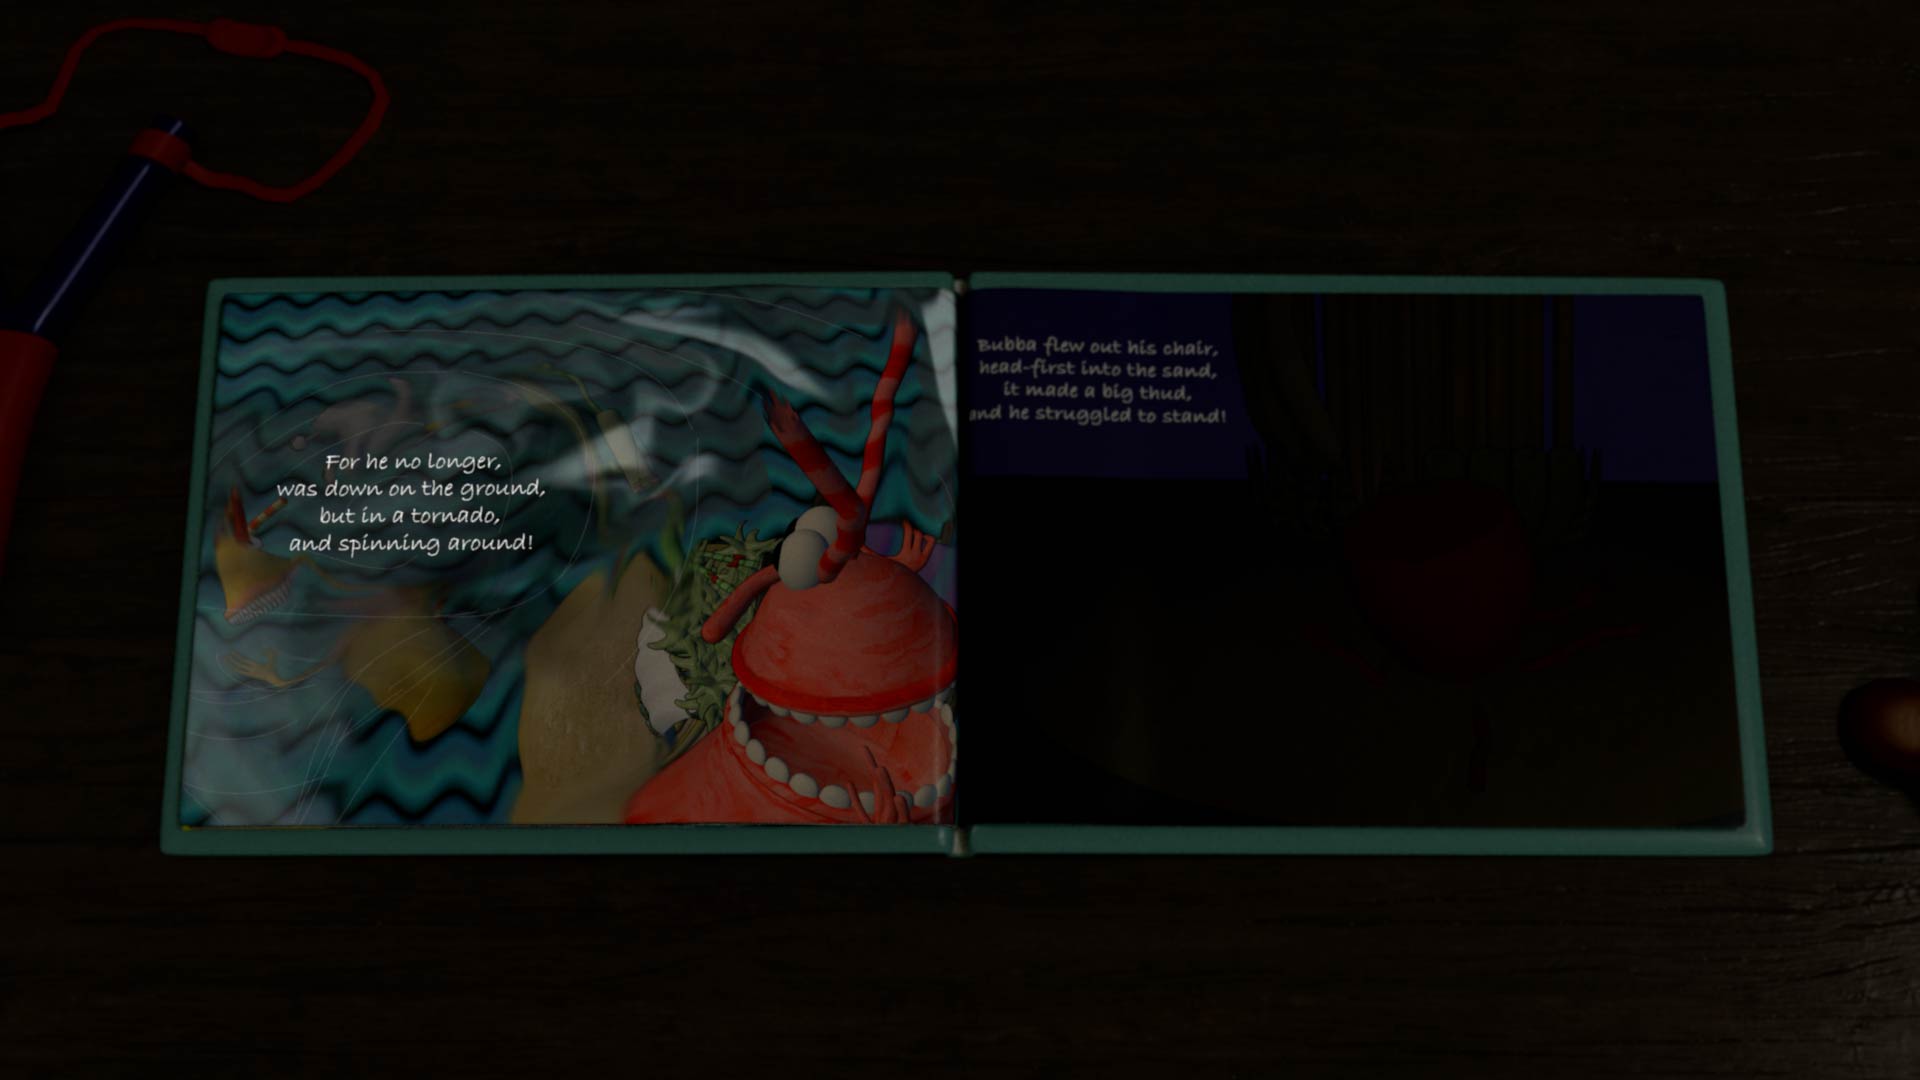 For he no longer,
was down on the ground,
but in a tornado,
and spinning around!
Bubba flew out his chair,
head-first into the sand,
it made a big thud,
and he struggled to stand!